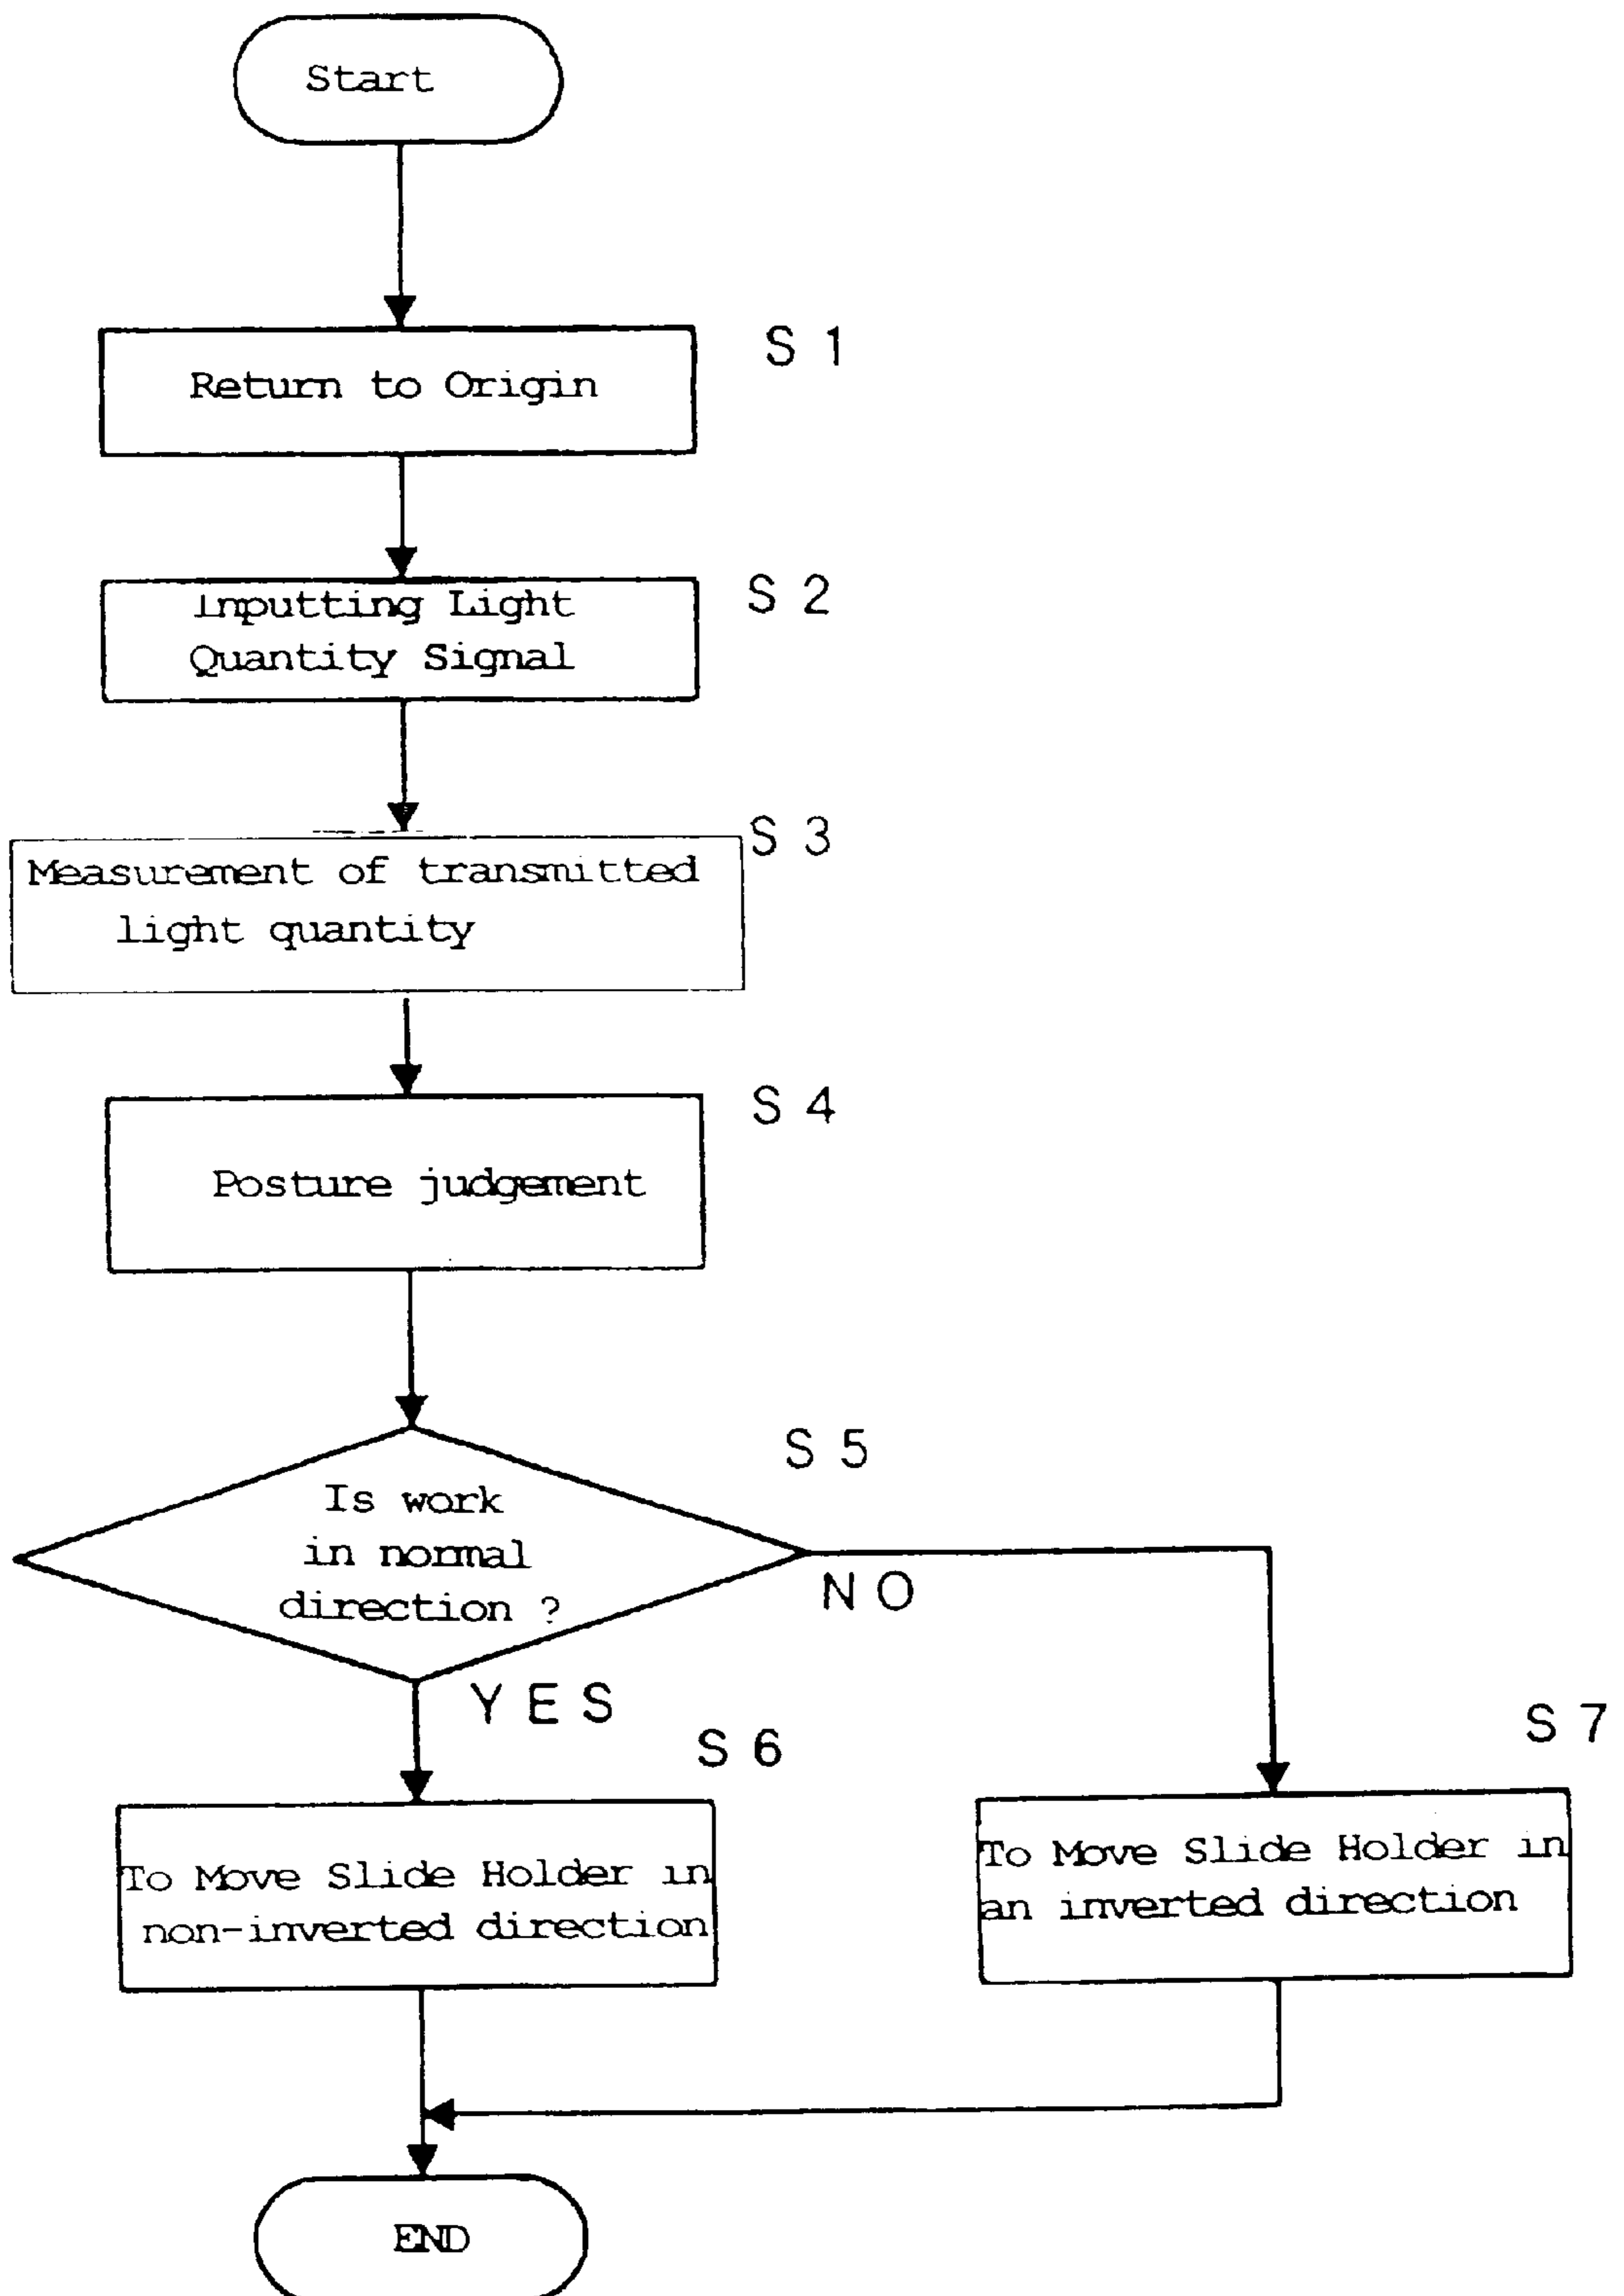 Start
S 1
Return to Origin
S 2
Inputting Light
Quantity Signal
S 3
Measurement of transmitted
light quantity
S 4
Posture judgement
S 5
Is work
in normal
direction ?
NO
YES
S 6
To Move Slide Holder in
non-inverted direction
S 7
To Move Slide Holder in
an inverted direction
END